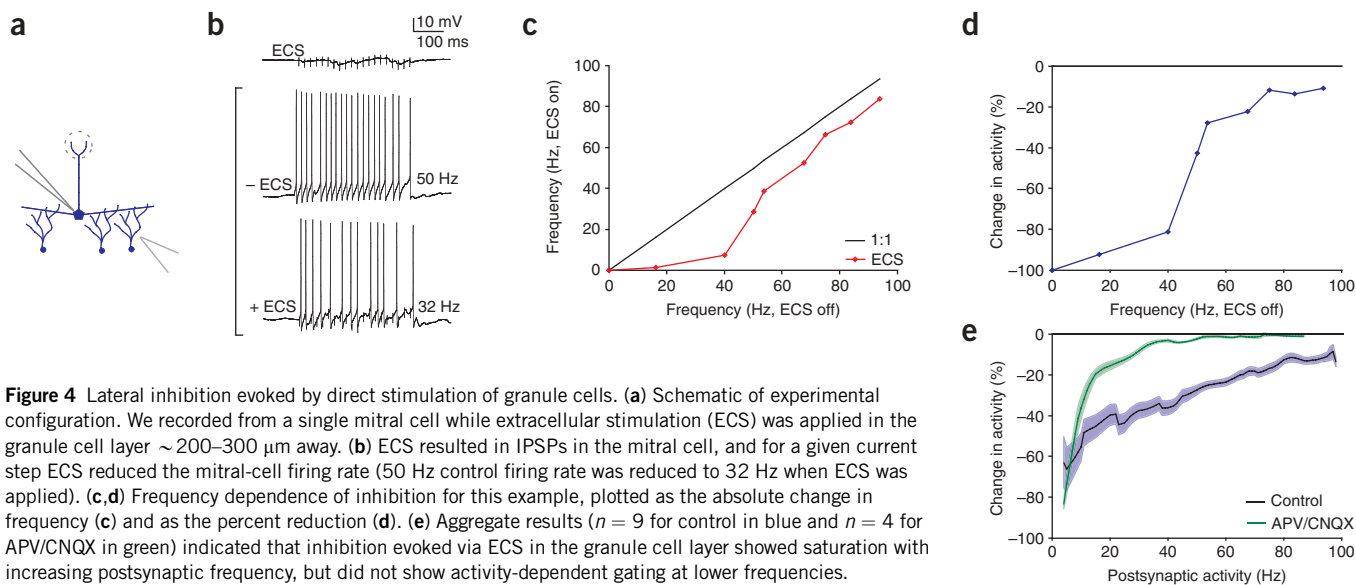 a
b
10 mV
100 ms
ECS
– ECS
50 Hz
+ ECS
32 Hz
c
Frequency (Hz, ECS on)
100
80
60
40
20
0
0 20 40 60 80 100
Frequency (Hz, ECS off)
1:1
ECS
d
Change in activity (%)
0
–20
–40
–60
–80
–100
0 20 40 60 80 100
Frequency (Hz, ECS off)
e
Change in activity (%)
0
–20
–40
–60
–80
–100
0 20 40 60 80 100
Postsynaptic activity (Hz)
Control
APV/CNQX
Figure 4 Lateral inhibition evoked by direct stimulation of granule cells. (a) Schematic of experimental
configuration. We recorded from a single mitral cell while extracellular stimulation (ECS) was applied in the
granule cell layer ~200–300 μm away. (b) ECS resulted in IPSPs in the mitral cell, and for a given current
step ECS reduced the mitral-cell firing rate (50 Hz control firing rate was reduced to 32 Hz when ECS was
applied). (c,d) Frequency dependence of inhibition for this example, plotted as the absolute change in
frequency (c) and as the percent reduction (d). (e) Aggregate results (n = 9 for control in blue and n = 4 for
APV/CNQX in green) indicated that inhibition evoked via ECS in the granule cell layer showed saturation with
increasing postsynaptic frequency, but did not show activity-dependent gating at lower frequencies.